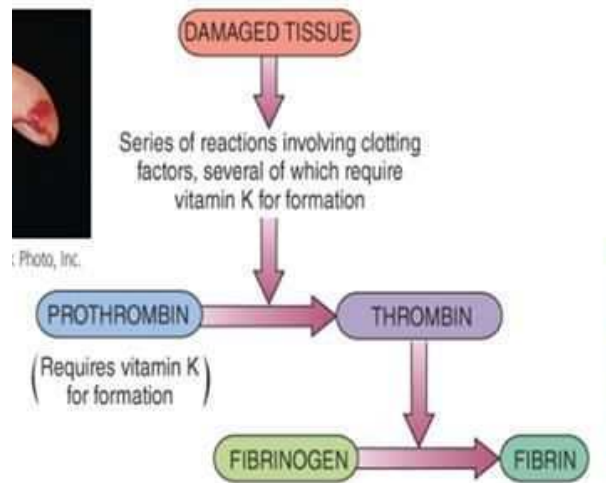 DAMAGED TISSUE
Series of reactions involving clotting
factors, several of which require
vitamin K for formation
Photo, Inc.
PROTHROMBIN
THROMBIN
(Requires vitamin K
for formation)
FIBRINOGEN
FIBRIN